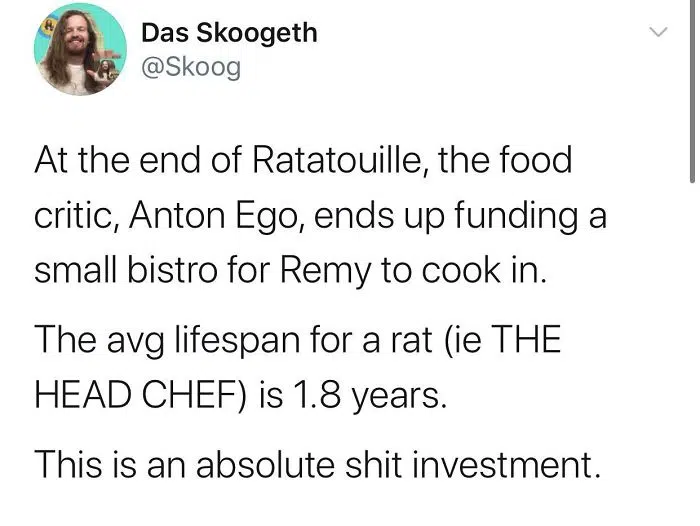 Das Skoogeth
@Skoog
At the end of Ratatouille, the food
critic, Anton Ego, ends up funding a
small bistro for Remy to cook in.
The avg lifespan for a rat (ie THE
HEAD CHEF) is 1.8 years.
This is an absolute shit investment.